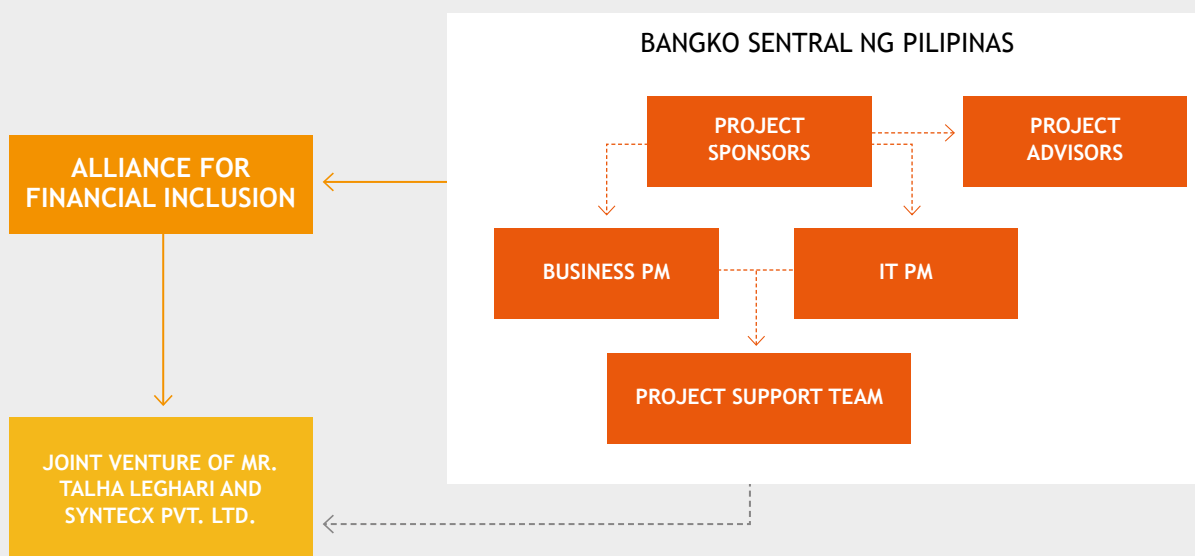 BANGKO SENTRAL NG PILIPINAS
PROJECT
SPONSORS
PROJECT
ADVISORS
ALLIANCE FOR
FINANCIAL INCLUSION
BUSINESS PM
IT PM
PROJECT SUPPORT TEAM
JOINT VENTURE OF MR.
TALHA LEGHARI AND
SYNTECX PVT. LTD.